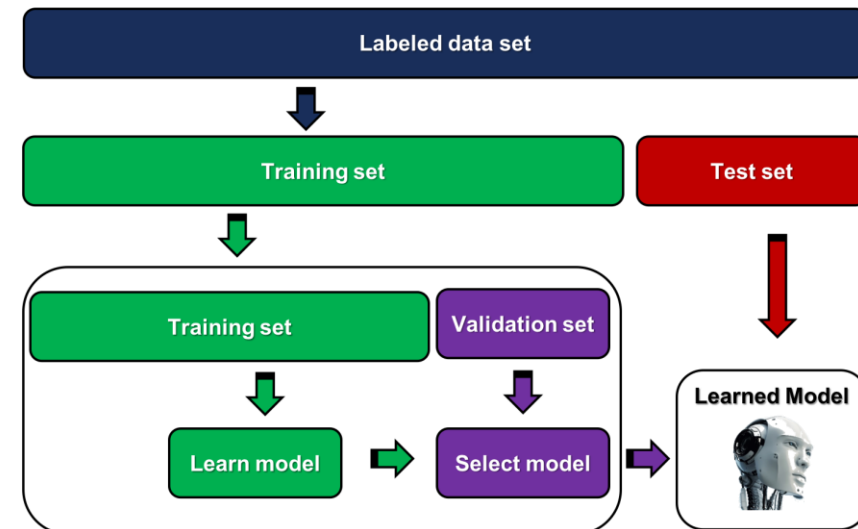 Labeled data set
Training set
Test set
Training set
Validation set
Learn model
Select model
Learned Model